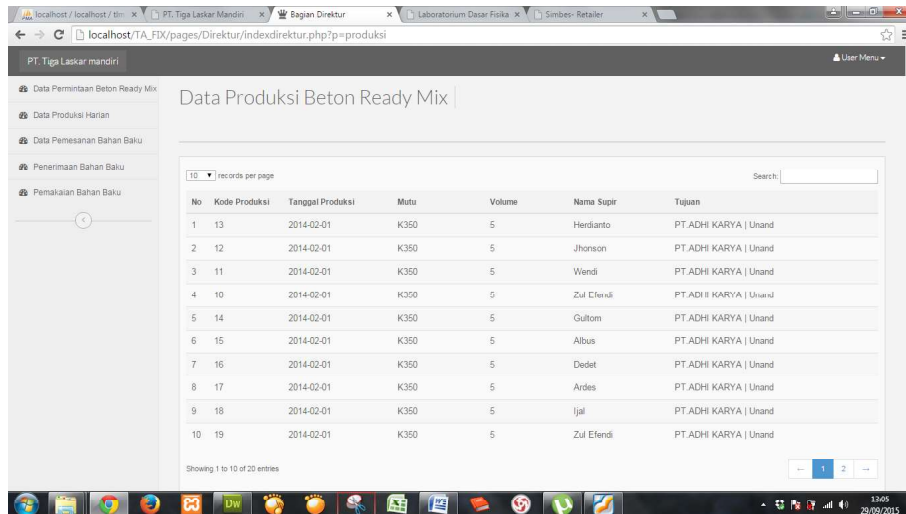 localhost / localhost / tlm
PT. Tiga Laskar Mandiri
Bagian Direktur
Laboratorium Dasar Fisika
Simbes- Retailer
localhost/TA_FIX/pages/Direktur/indexdirektur.php?p=produksi
PT. Tiga Laskar mandiri
User Menu
Data Permintaan Beton Ready Mix
Data Produksi Harian
Data Pemesanan Bahan Baku
Penerimaan Bahan Baku
Pemakaian Bahan Baku
Data Produksi Beton Ready Mix
10 records per page
Search:
No Kode Produksi Tanggal Produksi Mutu Volume Nama Supir Tujuan
1 13 2014-02-01 K350 5 Herdianto PT.ADHI KARYA | Unand
2 12 2014-02-01 K350 5 Jhonson PT.ADHI KARYA | Unand
3 11 2014-02-01 K350 5 Wendi PT.ADHI KARYA | Unand
4 10 2014-02-01 K350 5 Zul Efendi PT.ADHI KARYA | Unand
5 14 2014-02-01 K350 5 Gultom PT.ADHI KARYA | Unand
6 15 2014-02-01 K350 5 Albus PT.ADHI KARYA | Unand
7 16 2014-02-01 K350 5 Dedet PT.ADHI KARYA | Unand
8 17 2014-02-01 K350 5 Ardes PT.ADHI KARYA | Unand
9 18 2014-02-01 K350 5 Ijal PT.ADHI KARYA | Unand
10 19 2014-02-01 K350 5 Zul Efendi PT.ADHI KARYA | Unand
Showing 1 to 10 of 20 entries
← 1 2 →
Dw
13:05
29/09/2015